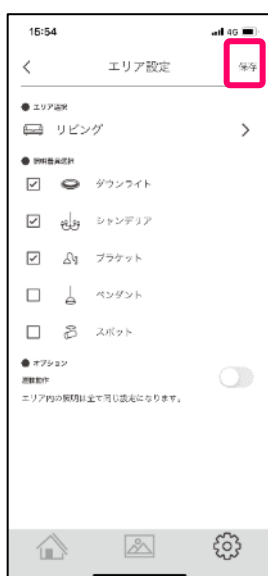 15:54
4G
エリア設定
保存
エリア選択
リビング
照明器具選択
ダウンライト
シャンデリア
ブラケット
ペンダント
スポット
オプション
連動動作
エリア内の照明は全て同じ設定になります。